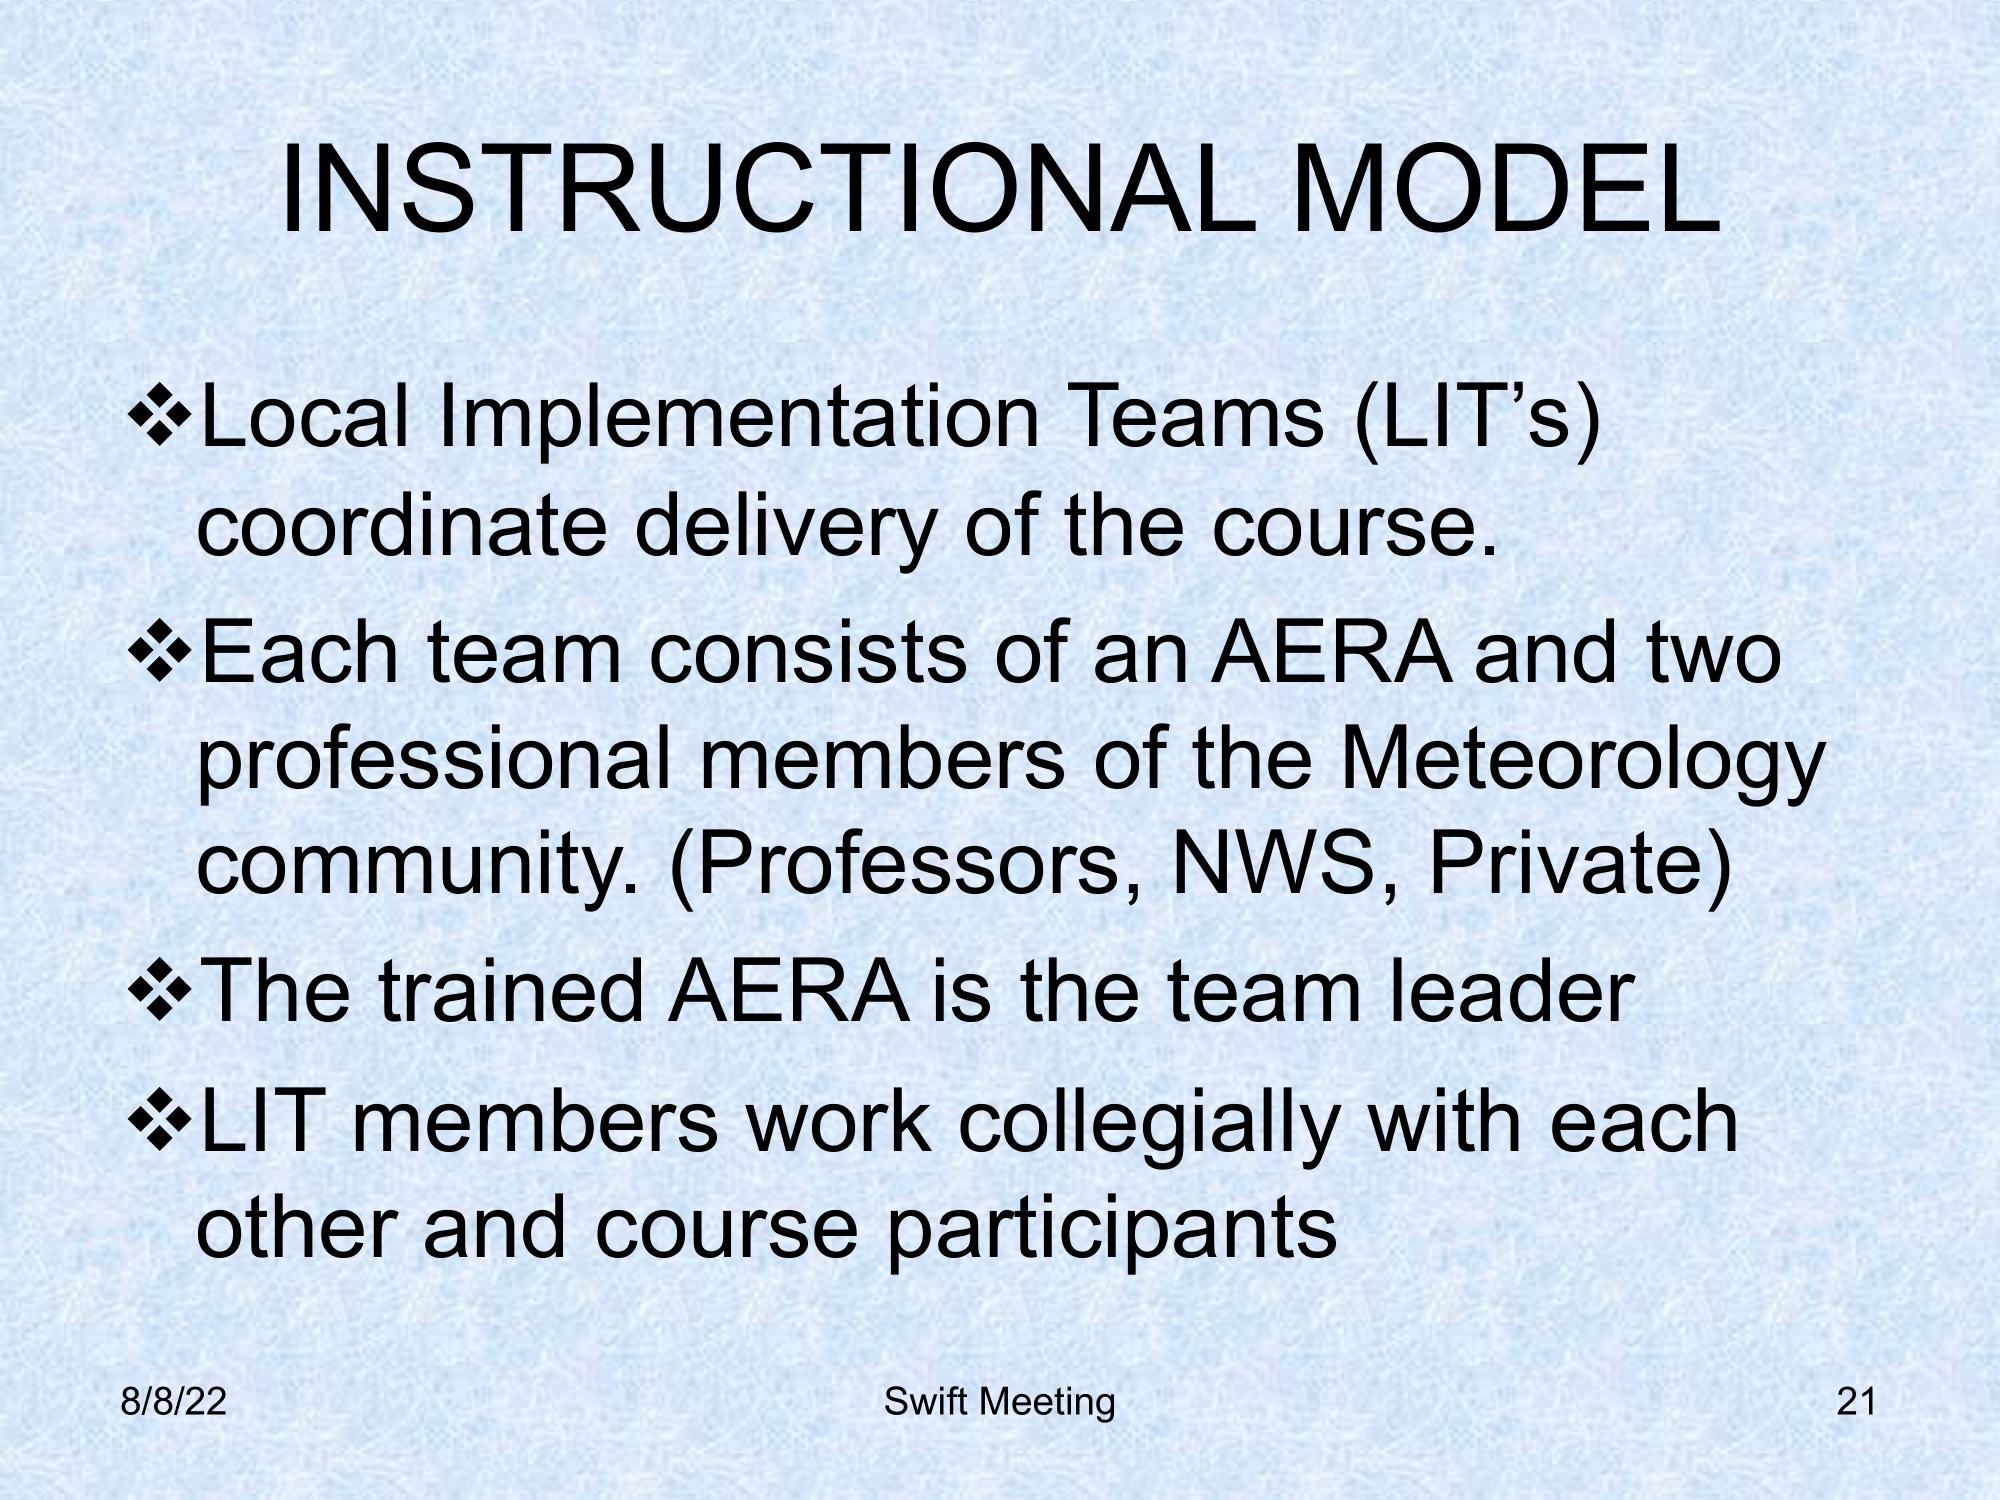 INSTRUCTIONAL MODEL
❖Local Implementation Teams (LIT’s)
coordinate delivery of the course.
❖Each team consists of an AERA and two
professional members of the Meteorology
community. (Professors, NWS, Private)
❖The trained AERA is the team leader
❖LIT members work collegially with each
other and course participants
8/8/22
Swift Meeting
21